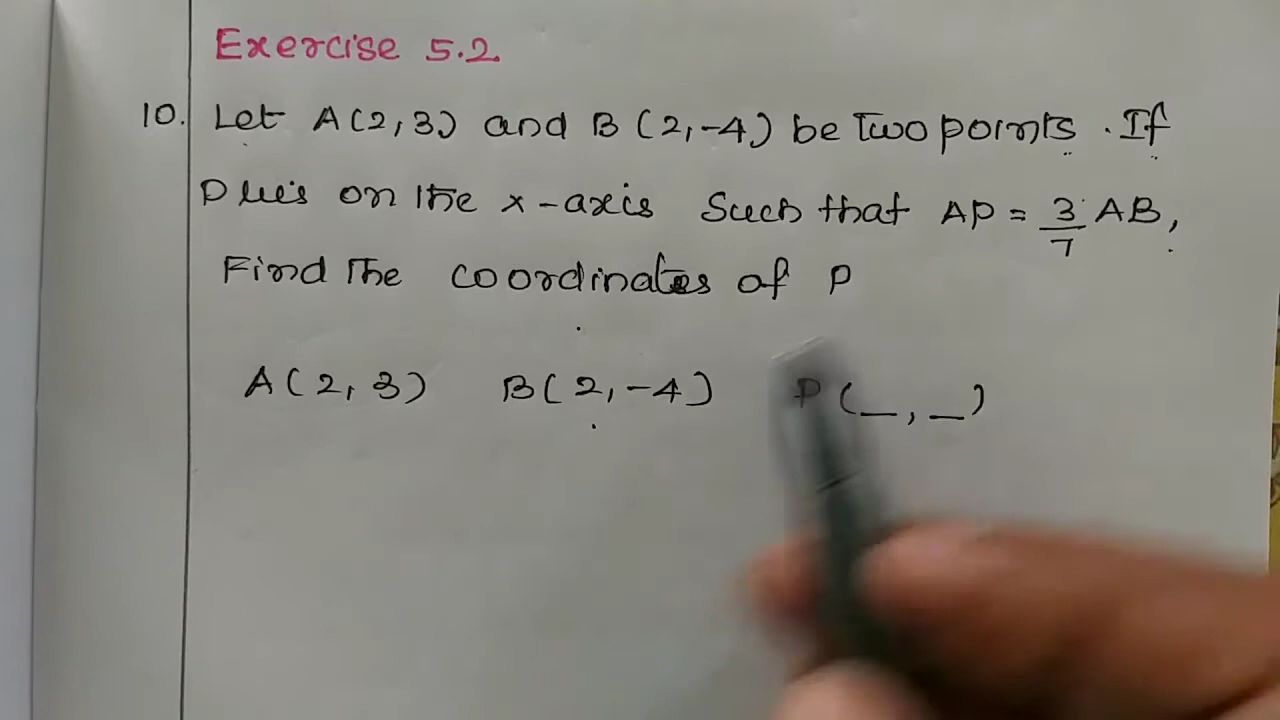 Exercise 5.2
10. Let A(2,3) and B(2,-4) be two points. If
P lies on the x-axis Such that AP = 3/7 AB,
Find The coordinates of P
A(2,3) B(2,-4) P(_,_)